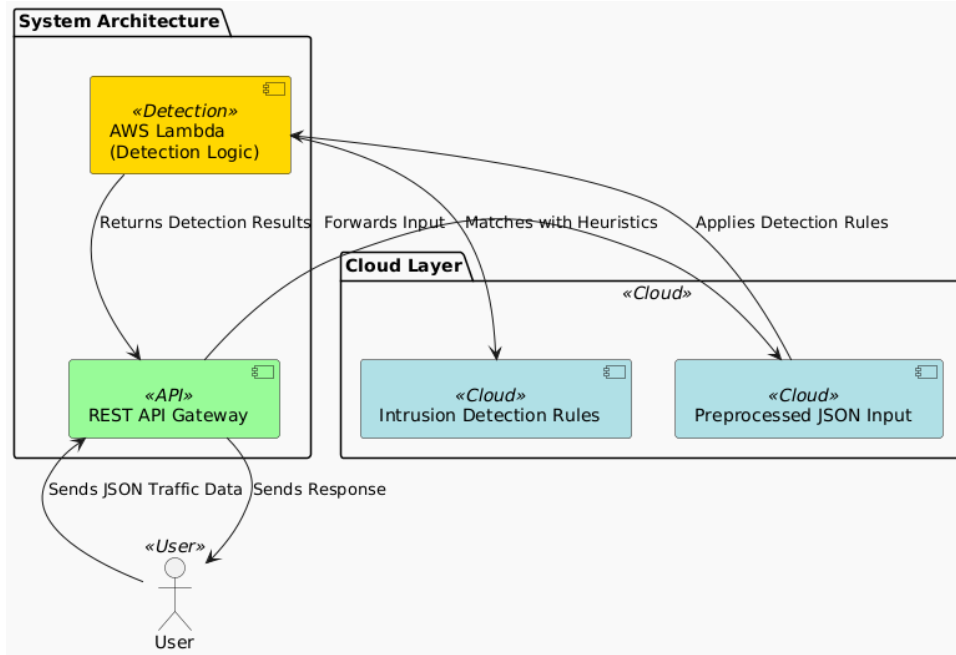 System Architecture
«Detection»
AWS Lambda
(Detection Logic)
Returns Detection Results
Forwards Input
Matches with Heuristics
Applies Detection Rules
Cloud Layer
«Cloud»
«API»
REST API Gateway
«Cloud»
Intrusion Detection Rules
«Cloud»
Preprocessed JSON Input
Sends JSON Traffic Data
Sends Response
«User»
User